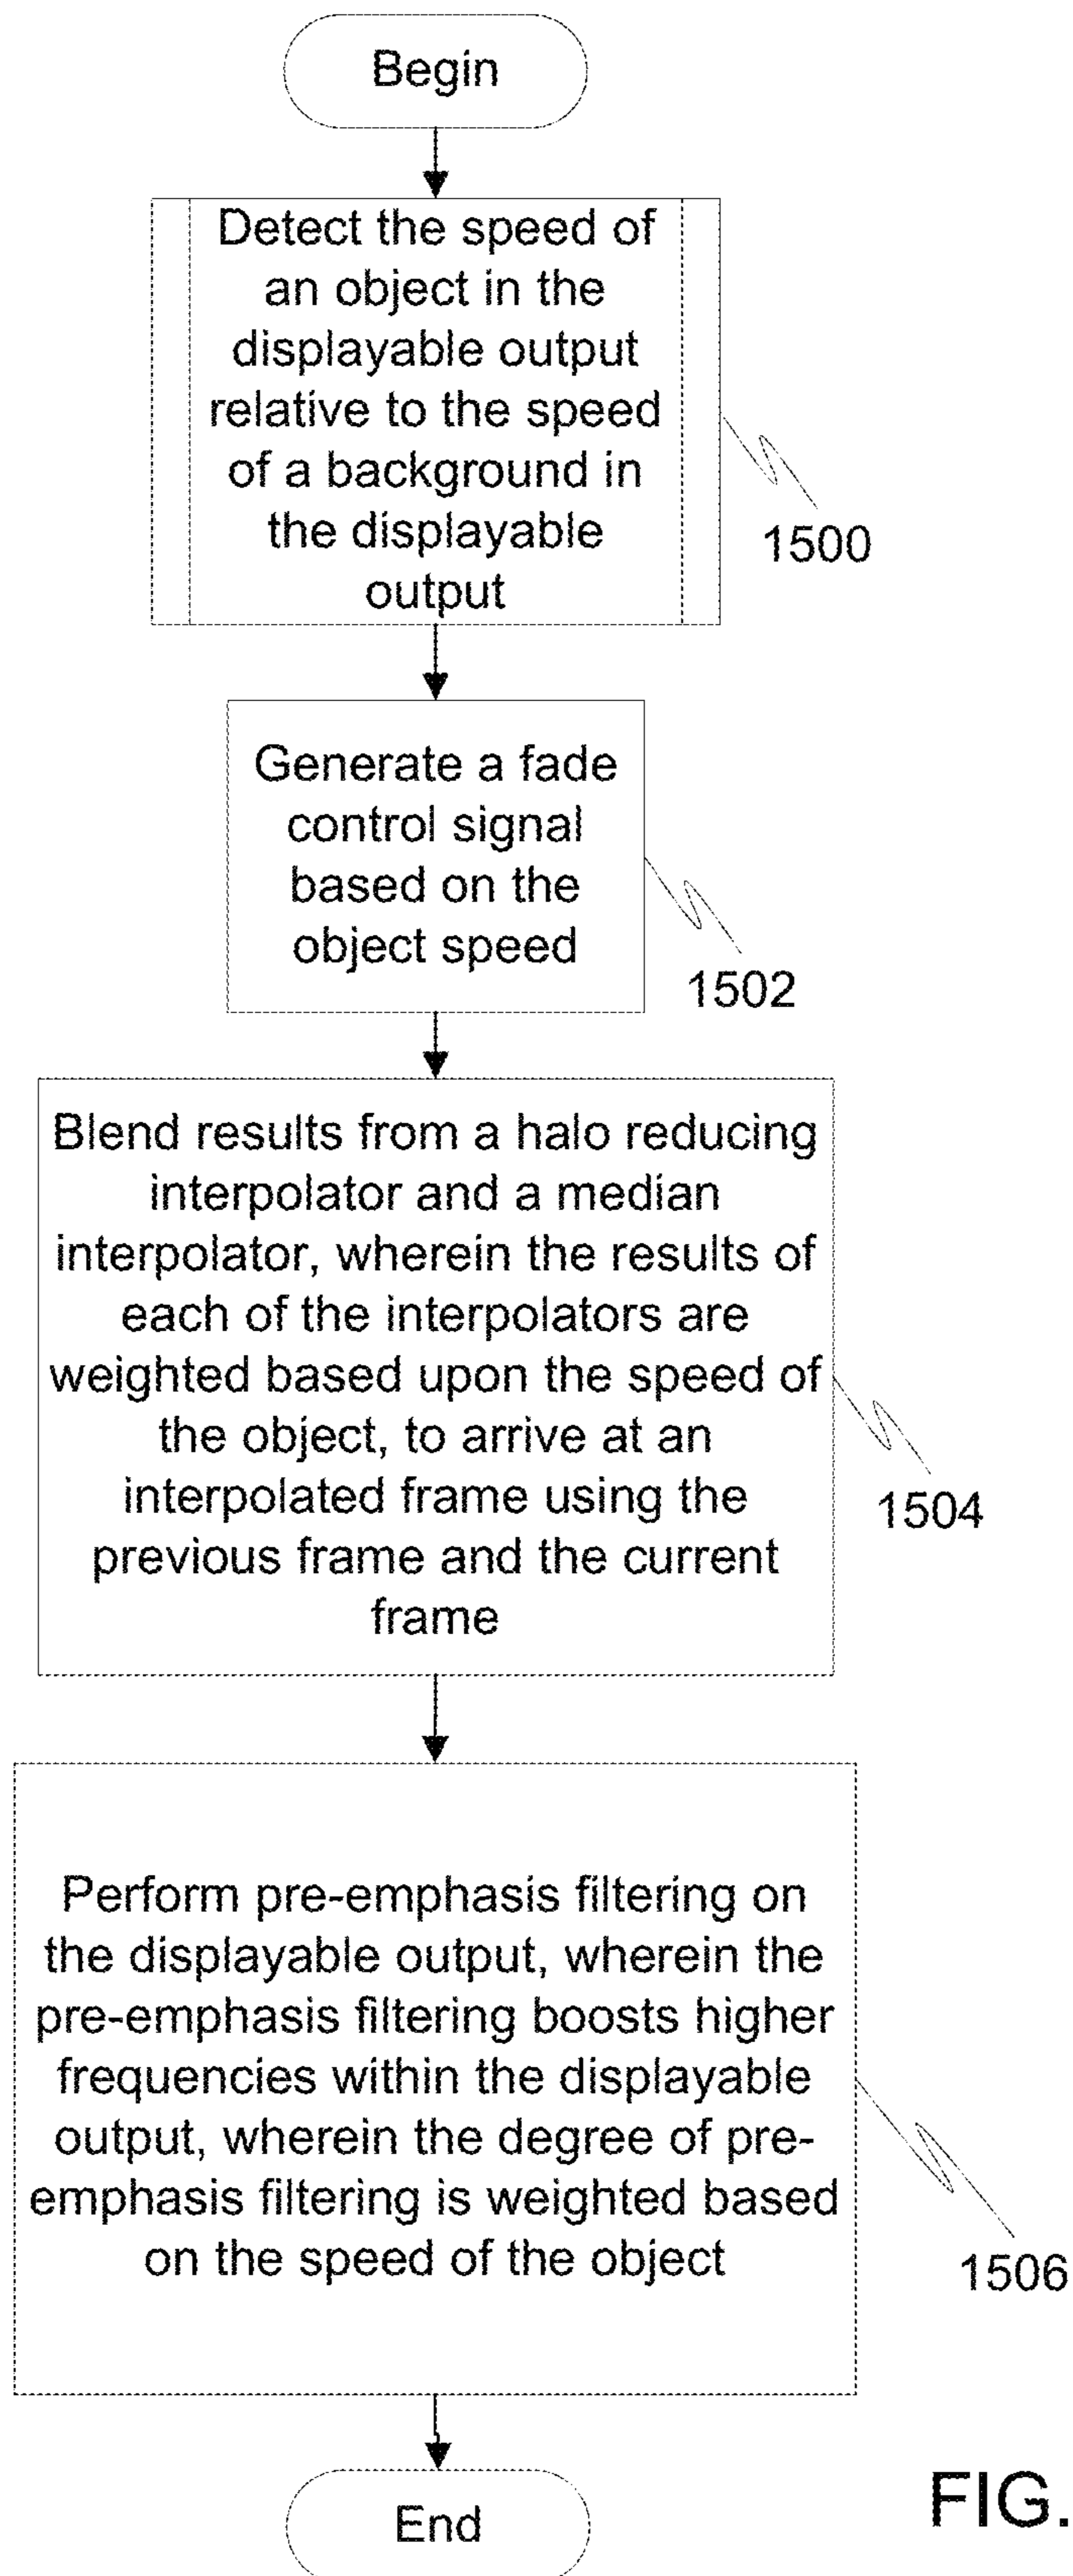 Begin
Detect the speed of
an object in the
displayable output
relative to the speed
of a background in
the displayable
output
1500
Generate a fade
control signal
based on the
object speed
1502
Blend results from a halo reducing
interpolator and a median
interpolator, wherein the results of
each of the interpolators are
weighted based upon the speed of
the object, to arrive at an
interpolated frame using the
previous frame and the current
frame
1504
Perform pre-emphasis filtering on
the displayable output, wherein the
pre-emphasis filtering boosts higher
frequencies within the displayable
output, wherein the degree of pre-
emphasis filtering is weighted based
on the speed of the object
1506
End
FIG.